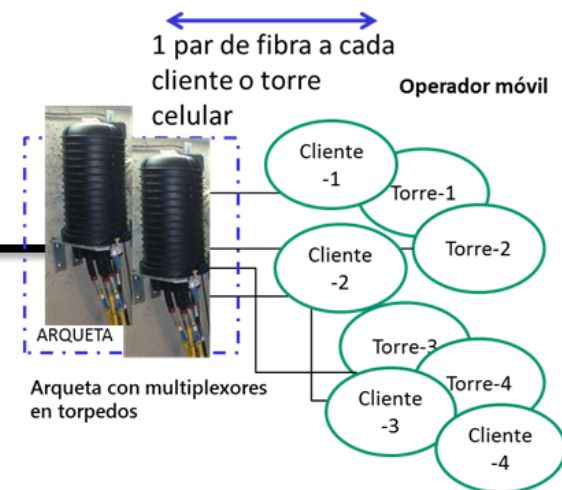 1 par de fibra a cada
cliente o torre
celular
Operador móvil
Cliente
-1
Torre-1
Torre-2
Cliente
-2
ARQUETA
Torre-3
Torre-4
Arqueta con multiplexores
en torpedos
Cliente
-3
Cliente
-4